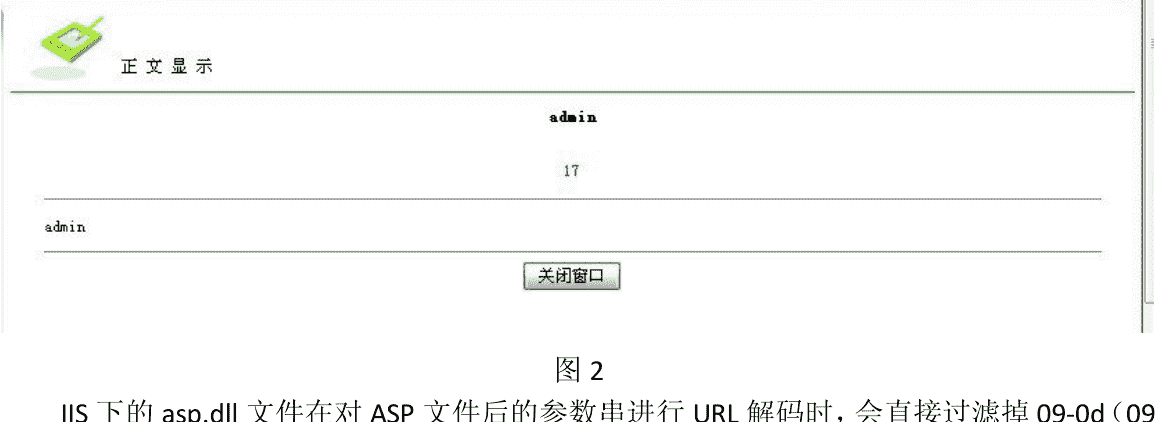 正文显示
admin
17
admin
关闭窗口
图 2
IIS 下的 asp.dll 文件在对 ASP 文件后的参数串进行 URL 解码时，会直接过滤掉 09-0d（09